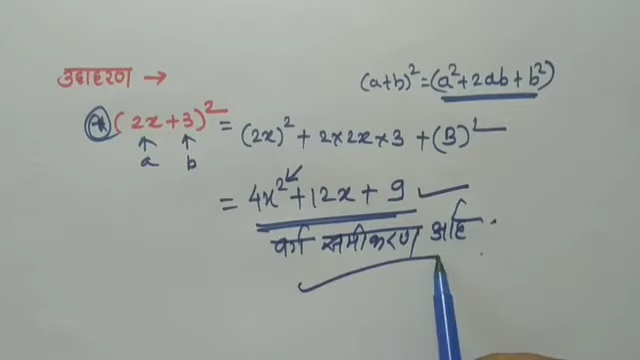 उदाहरण →
(a+b)² = (a²+2ab+b²)
* (2x+3)² = (2x)² + 2×2x×3 + (3)²
a b
= 4x²+12x+9
वर्ग समीकरण आहे.